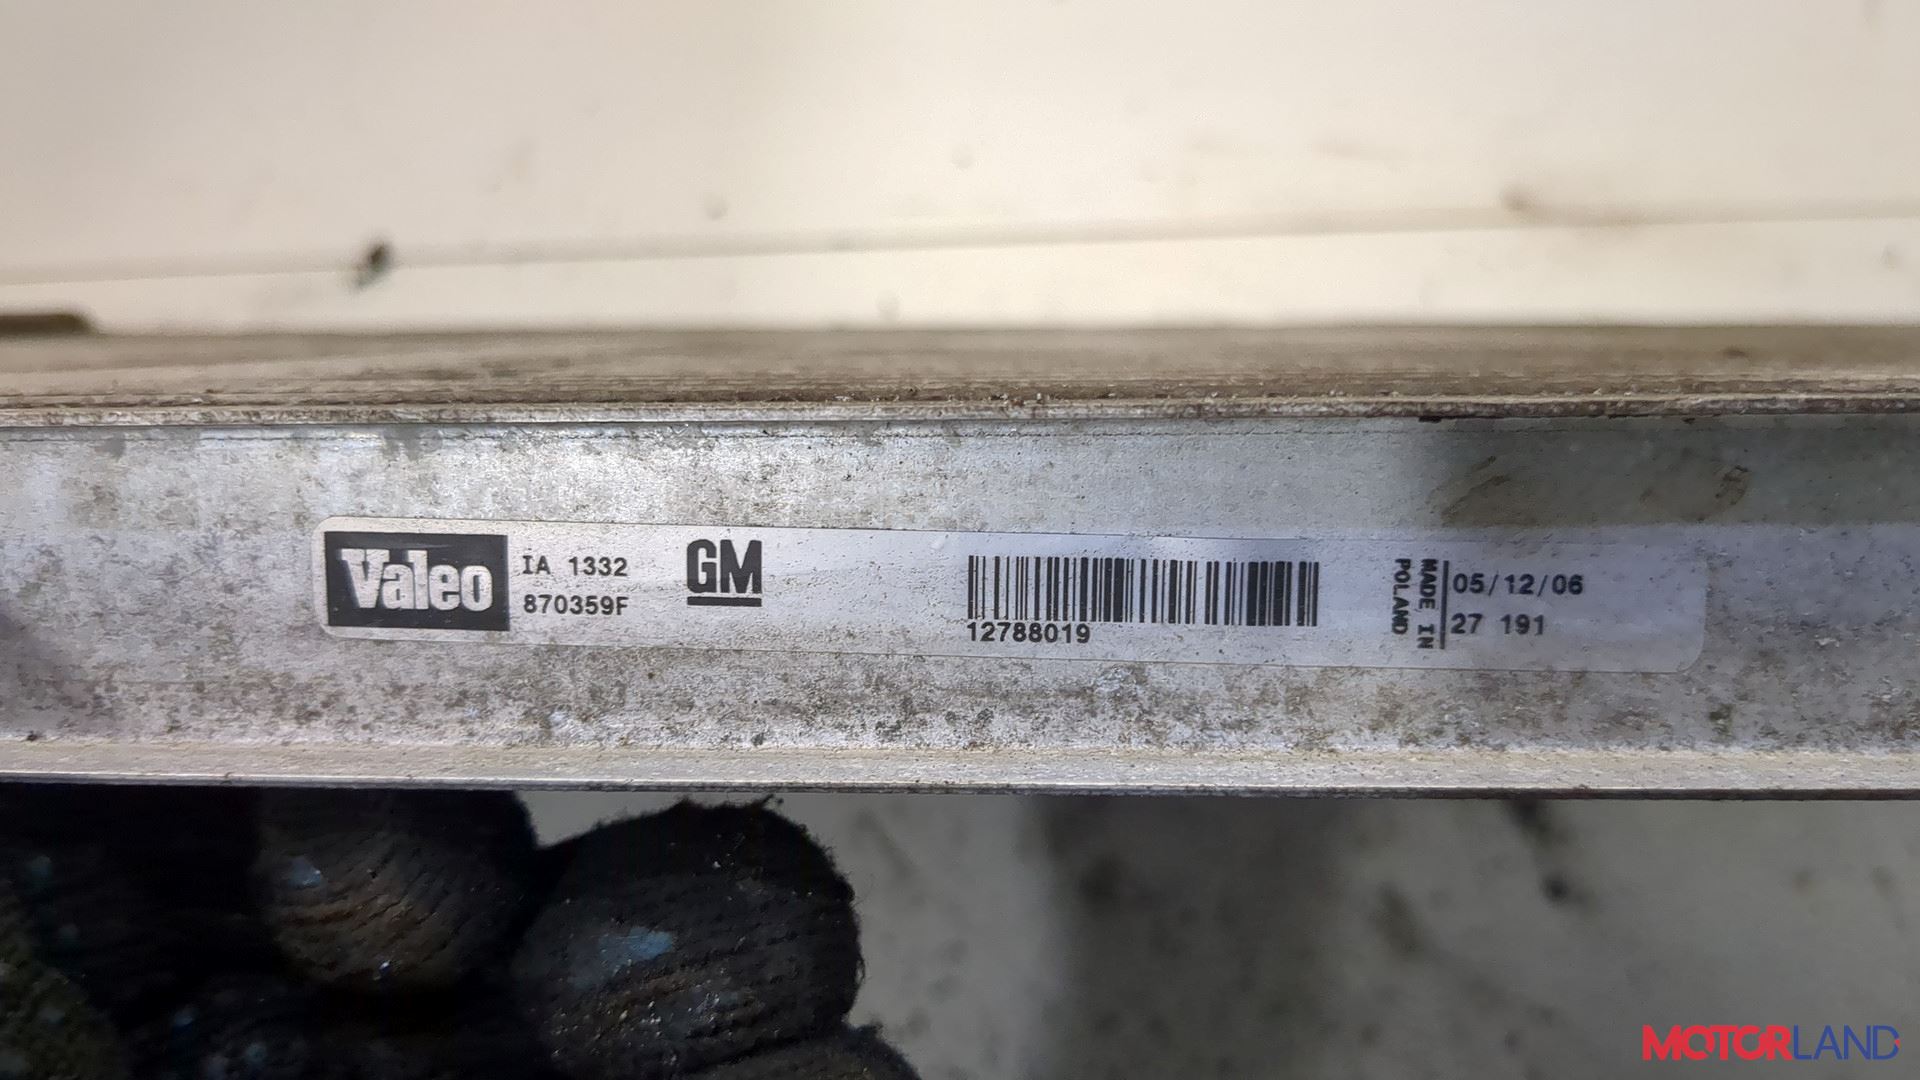 Valeo
IA 1332
870359F
GM
12788019
MADE IN
POLAND
05/12/06
27 191
MOTORLAND